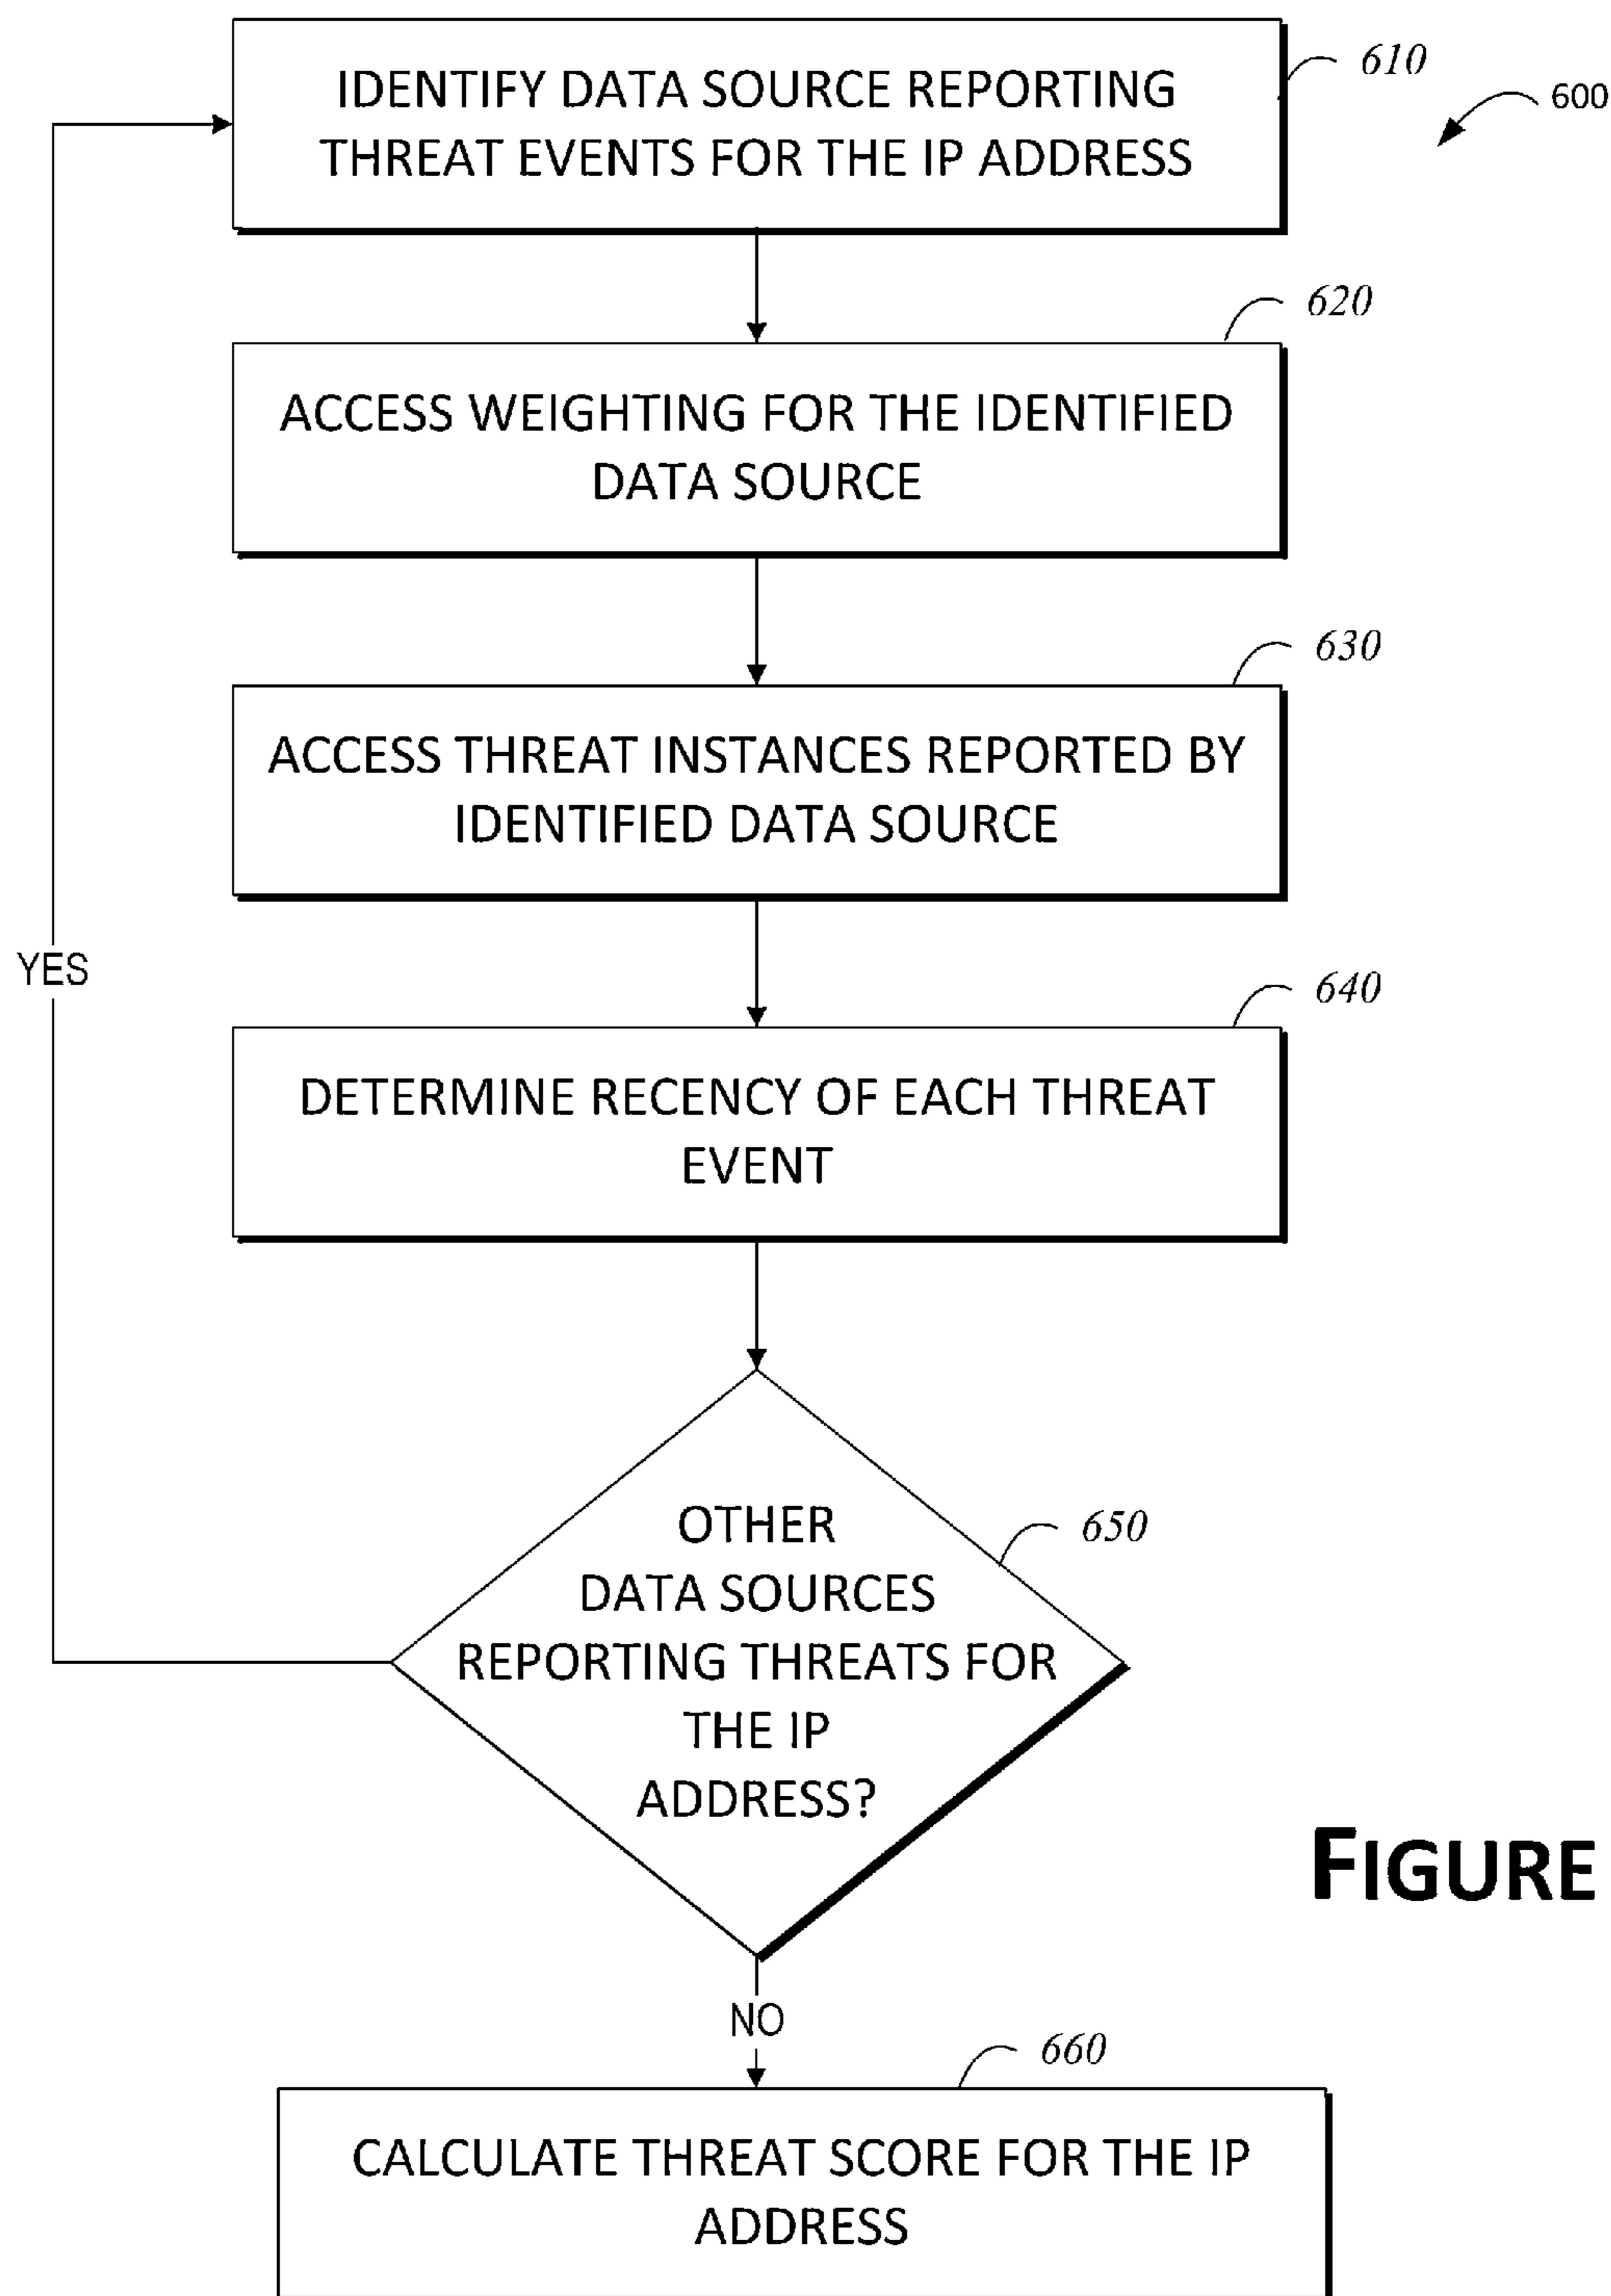 IDENTIFY DATA SOURCE REPORTING
THREAT EVENTS FOR THE IP ADDRESS
610
600
620
ACCESS WEIGHTING FOR THE IDENTIFIED
DATA SOURCE
630
ACCESS THREAT INSTANCES REPORTED BY
IDENTIFIED DATA SOURCE
YES
640
DETERMINE RECENCY OF EACH THREAT
EVENT
OTHER
DATA SOURCES
REPORTING THREATS FOR
THE IP
ADDRESS?
650
FIGURE
NO
660
CALCULATE THREAT SCORE FOR THE IP
ADDRESS